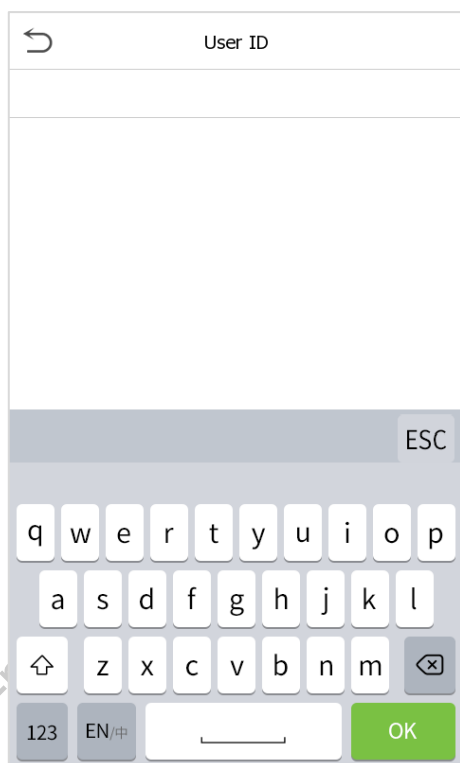 User ID
ESC
q w e r t y u i o p
a s d f g h j k l
z x c v b n m
123 EN/中 OK